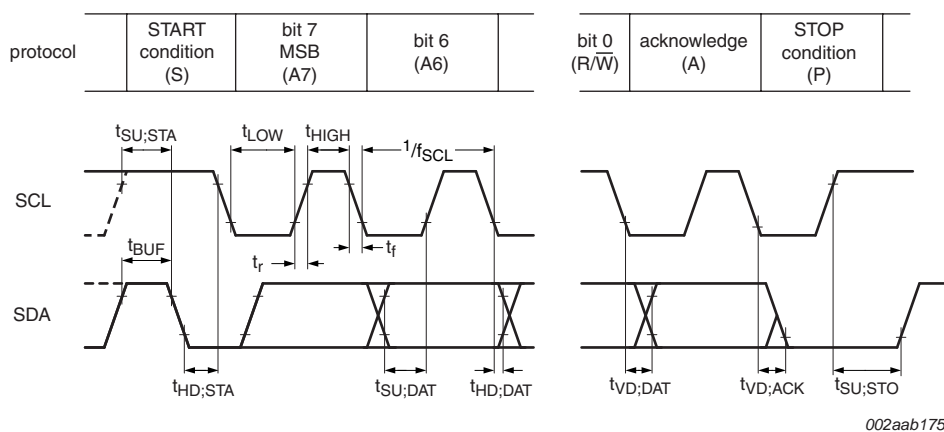 protocol
START
condition
(S)
bit 7
MSB
(A7)
bit 6
(A6)
bit 0
(R/W̅)
acknowledge
(A)
STOP
condition
(P)
tSU;STA
tLOW
tHIGH
1/fSCL
SCL
tBUF
tr
tf
SDA
tHD;STA
tSU;DAT
tHD;DAT
tVD;DAT
tVD;ACK
tSU;STO
002aab175